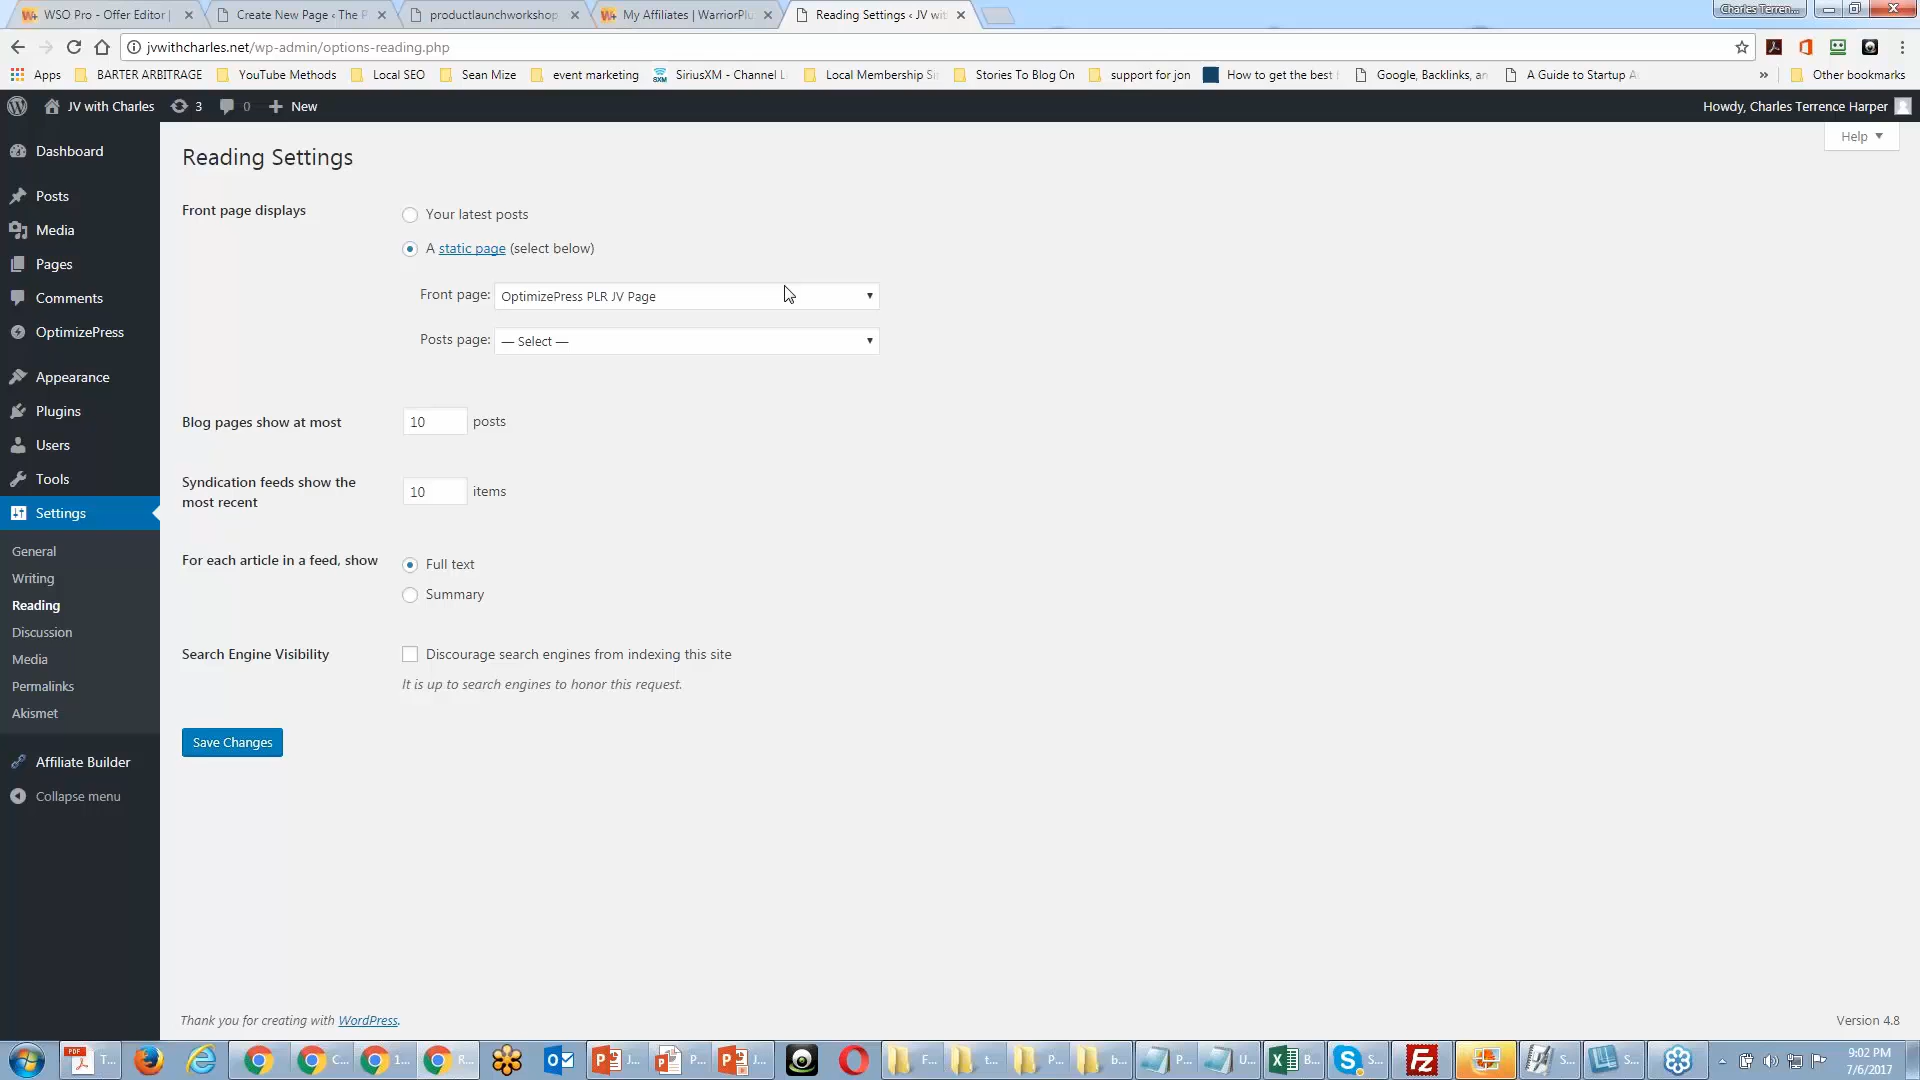 WSO Pro - Offer Editor |
Create New Page ‹ The P
productlaunchworkshop
My Affiliates | WarriorPlu
Reading Settings ‹ JV wit
Charles Terren...
jvwithcharles.net/wp-admin/options-reading.php
Apps
BARTER ARBITRAGE
YouTube Methods
Local SEO
Sean Mize
event marketing
SiriusXM - Channel L
Local Membership Si
Stories To Blog On
support for jon
How to get the best
Google, Backlinks, an
A Guide to Startup A
»
Other bookmarks
JV with Charles
3
0
New
Howdy, Charles Terrence Harper
Help
Dashboard
Posts
Media
Pages
Comments
OptimizePress
Appearance
Plugins
Users
Tools
Settings
General
Writing
Reading
Discussion
Media
Permalinks
Akismet
Affiliate Builder
Collapse menu
Reading Settings
Front page displays
Your latest posts
A static page (select below)
Front page: OptimizePress PLR JV Page
Posts page: — Select —
Blog pages show at most 10 posts
Syndication feeds show the
most recent
10 items
For each article in a feed, show
Full text
Summary
Search Engine Visibility
Discourage search engines from indexing this site
It is up to search engines to honor this request.
Save Changes
Thank you for creating with WordPress.
Version 4.8
T...
C...
1...
R...
J...
P...
J...
F...
t...
P...
b...
P...
U...
B...
S...
S...
S...
9:02 PM
7/6/2017